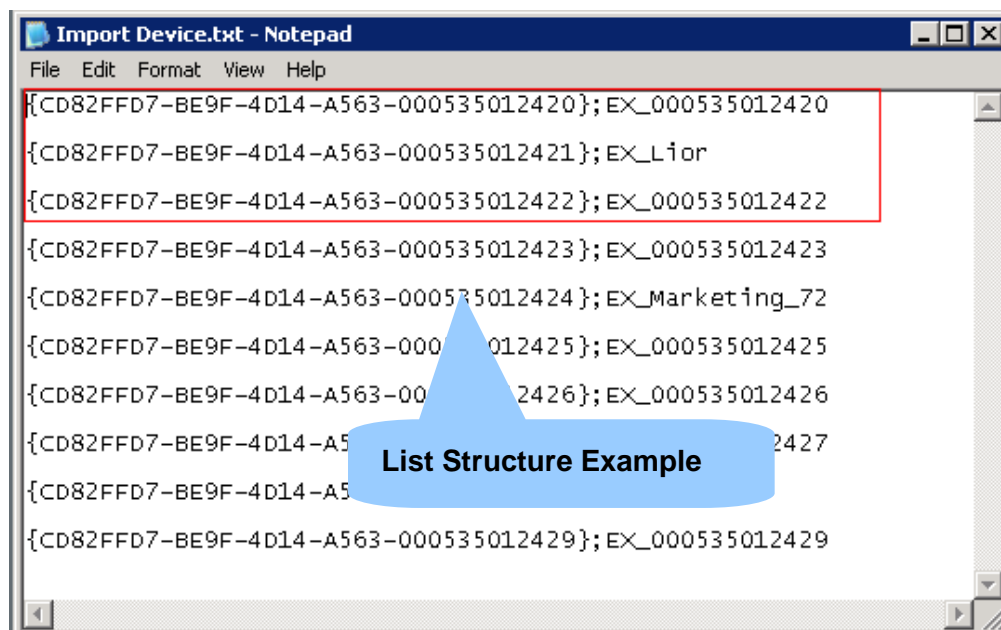 Import Device.txt - Notepad
File Edit Format View Help
{CD82FFD7-BE9F-4D14-A563-000535012420};EX_000535012420
{CD82FFD7-BE9F-4D14-A563-000535012421};EX_Lior
{CD82FFD7-BE9F-4D14-A563-000535012422};EX_000535012422
{CD82FFD7-BE9F-4D14-A563-000535012423};EX_000535012423
{CD82FFD7-BE9F-4D14-A563-000535012424};EX_Marketing_72
{CD82FFD7-BE9F-4D14-A563-000 012425};EX_000535012425
{CD82FFD7-BE9F-4D14-A563-00 2426};EX_000535012426
{CD82FFD7-BE9F-4D14-A5 2427
List Structure Example
{CD82FFD7-BE9F-4D14-A5
{CD82FFD7-BE9F-4D14-A563-000535012429};EX_000535012429